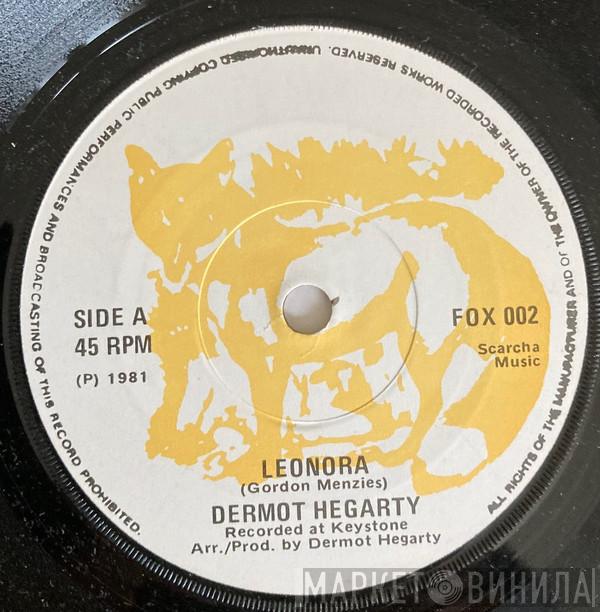 ALL RIGHTS OF THE MANUFACTURER AND OF THE OWNER OF THE RECORDED WORKS RESERVED. UNAUTHORISED COPYING PUBLIC PERFORMANCES AND BROADCASTING OF THIS RECORD PROHIBITED.
SIDE A
45 RPM
(P) 1981
FOX 002
Scarcha
Music
LEONORA
(Gordon Menzies)
DERMOT HEGARTY
Recorded at Keystone
Arr./Prod. by Dermot Hegarty
МАРКЕТ ВИНИЛА